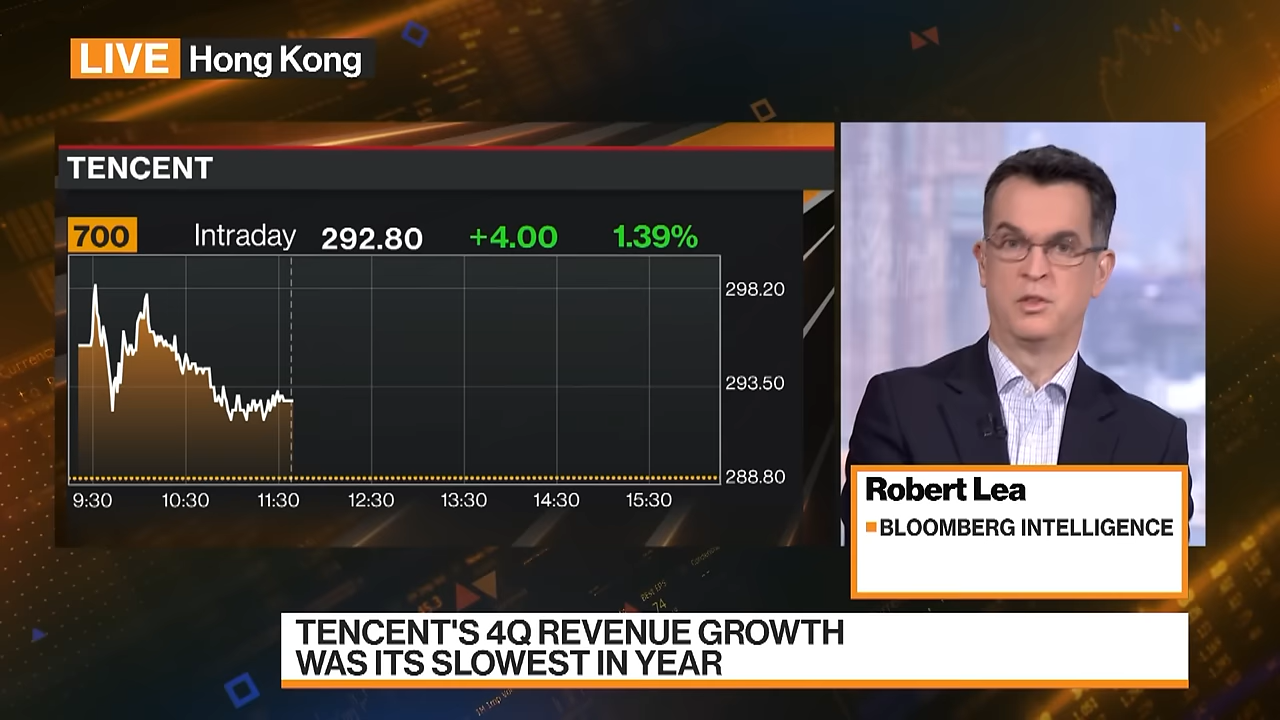 LIVE Hong Kong
TENCENT
700 Intraday 292.80 +4.00 1.39%
298.20
293.50
288.80
9:30 10:30 11:30 12:30 13:30 14:30 15:30
Robert Lea
BLOOMBERG INTELLIGENCE
TENCENT'S 4Q REVENUE GROWTH
WAS ITS SLOWEST IN YEAR